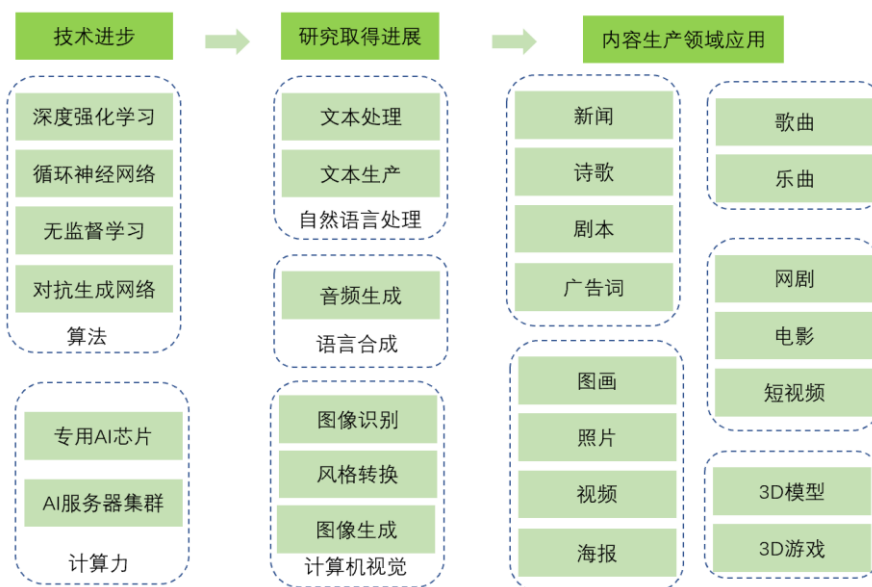 技术进步
研究取得进展
内容生产领域应用
深度强化学习
循环神经网络
无监督学习
对抗生成网络
算法
专用AI芯片
AI服务器集群
计算力
文本处理
文本生产
自然语言处理
音频生成
语言合成
图像识别
风格转换
图像生成
计算机视觉
新闻
诗歌
剧本
广告词
图画
照片
视频
海报
歌曲
乐曲
网剧
电影
短视频
3D模型
3D游戏